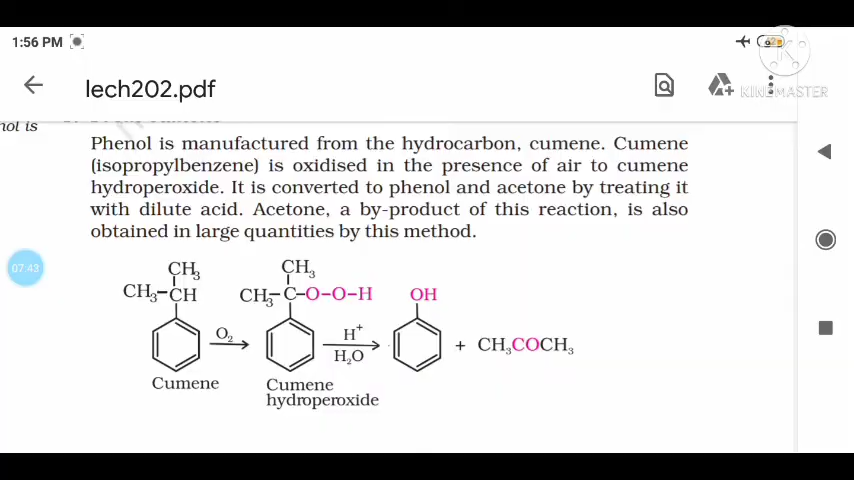 1:56 PM
lech202.pdf
KINEMASTER
nol is
Phenol is manufactured from the hydrocarbon, cumene. Cumene
(isopropylbenzene) is oxidised in the presence of air to cumene
hydroperoxide. It is converted to phenol and acetone by treating it
with dilute acid. Acetone, a by-product of this reaction, is also
obtained in large quantities by this method.
07:43
CH₃ CH₃
CH₃–CH CH₃–C–O–O–H OH
O₂ H⁺
H₂O + CH₃COCH₃
Cumene Cumene
hydroperoxide